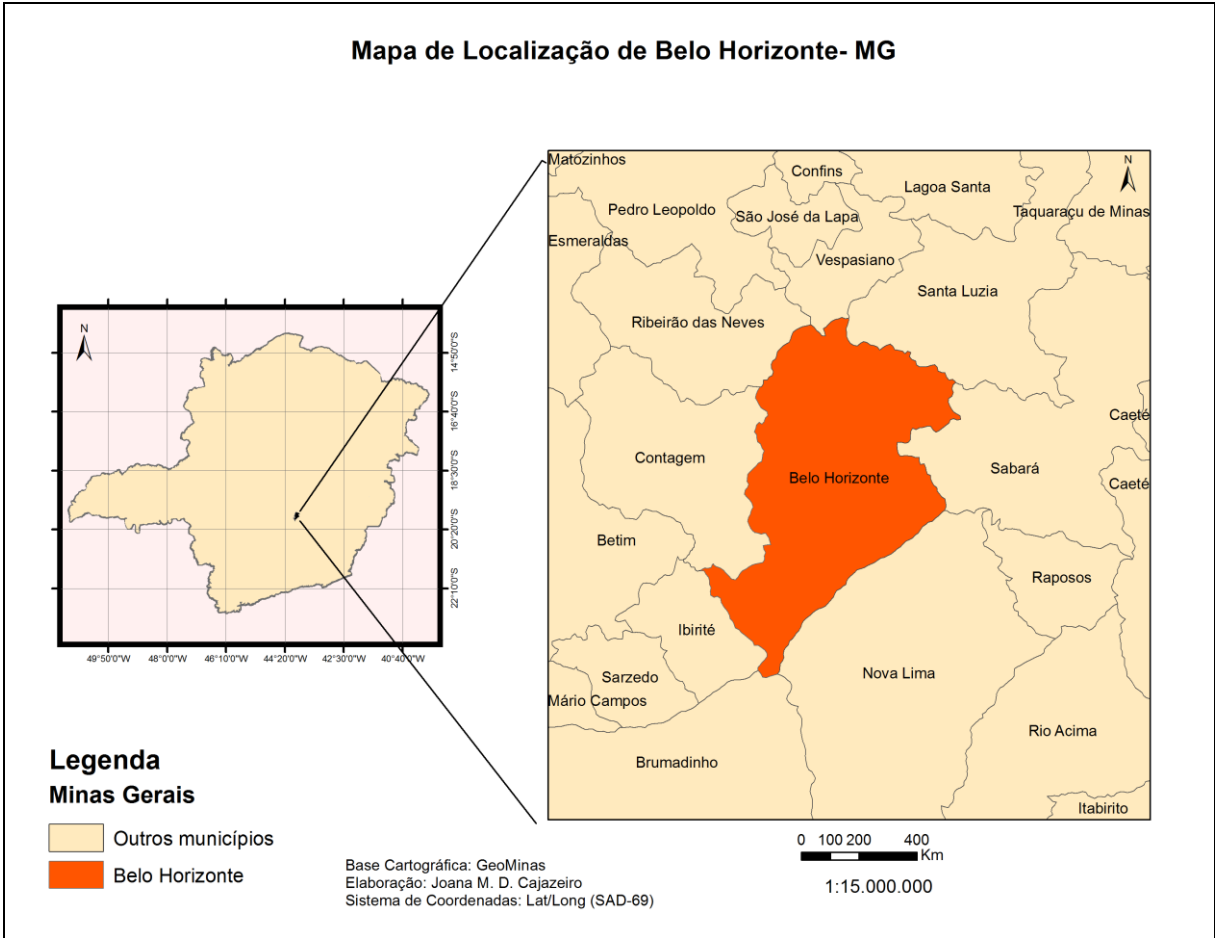 Mapa de Localização de Belo Horizonte- MG
Matozinhos
Confins
N
Lagoa Santa
Pedro Leopoldo
São José da Lapa
Taquaraçu de Minas
Esmeraldas
Vespasiano
Santa Luzia
Ribeirão das Neves
Caeté
Contagem
Sabará
Belo Horizonte
Caeté
Betim
Raposos
Ibirité
Nova Lima
Sarzedo
Mário Campos
Rio Acima
Brumadinho
Itabirito
N
14°50'0"S
16°40'0"S
18°30'0"S
20°20'0"S
22°10'0"S
49°50'0"W 48°0'0"W 46°10'0"W 44°20'0"W 42°30'0"W 40°40'0"W
Legenda
Minas Gerais
Outros municípios
Belo Horizonte
Base Cartográfica: GeoMinas
Elaboração: Joana M. D. Cajazeiro
Sistema de Coordenadas: Lat/Long (SAD-69)
0 100 200 400
Km
1:15.000.000